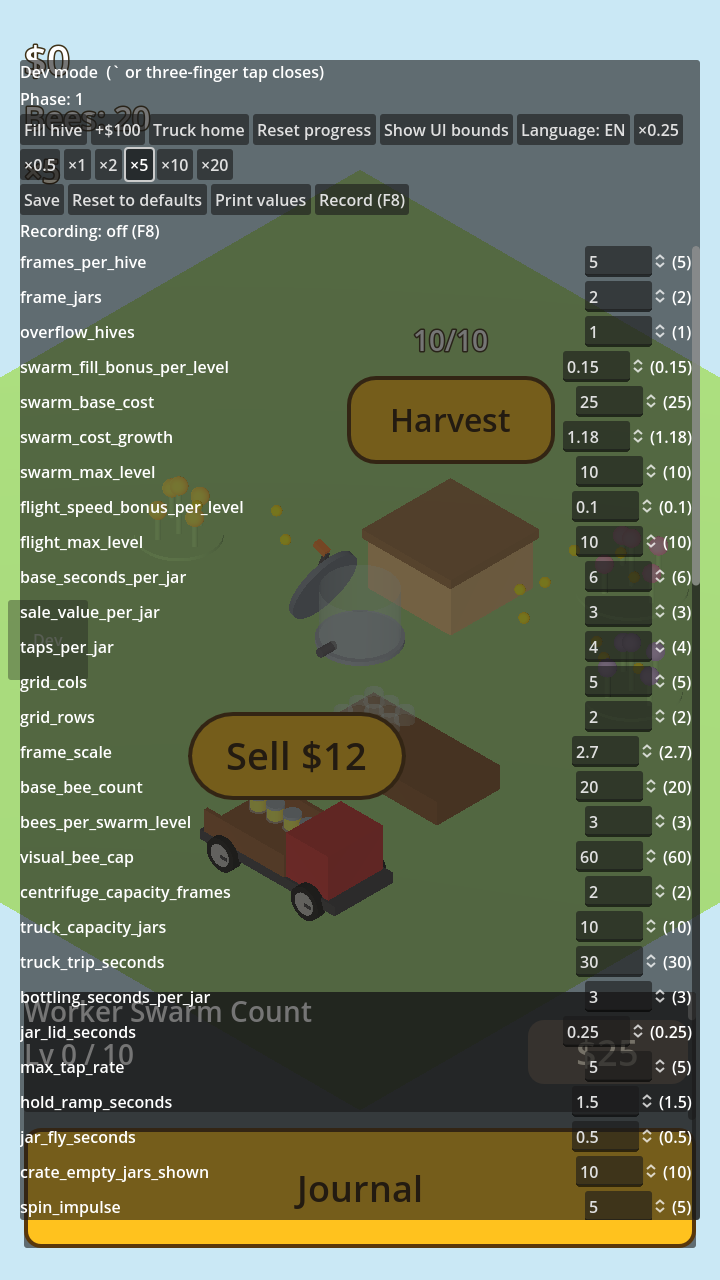 $0
Dev mode (` or three-finger tap closes)
Phase: 1
Bees: 20
Fill hive +$100 Truck home Reset progress Show UI bounds Language: EN ×0.25
×0.5 ×1 ×2 ×5 ×10 ×20
×5
Save Reset to defaults Print values Record (F8)
Recording: off (F8)
frames_per_hive 5 (5)
frame_jars 2 (2)
overflow_hives 1 (1)
10/10
swarm_fill_bonus_per_level 0.15 (0.15)
swarm_base_cost 25 (25)
Harvest
swarm_cost_growth 1.18 (1.18)
swarm_max_level 10 (10)
flight_speed_bonus_per_level 0.1 (0.1)
flight_max_level 10 (10)
base_seconds_per_jar 6 (6)
sale_value_per_jar 3 (3)
Dev
taps_per_jar 4 (4)
grid_cols 5 (5)
grid_rows 2 (2)
frame_scale 2.7 (2.7)
Sell $12
base_bee_count 20 (20)
bees_per_swarm_level 3 (3)
visual_bee_cap 60 (60)
centrifuge_capacity_frames 2 (2)
truck_capacity_jars 10 (10)
truck_trip_seconds 30 (30)
bottling_seconds_per_jar 3 (3)
Worker Swarm Count
jar_lid_seconds 0.25 (0.25)
Lv 0 / 10 $25
max_tap_rate 5 (5)
hold_ramp_seconds 1.5 (1.5)
jar_fly_seconds 0.5 (0.5)
crate_empty_jars_shown 10 (10)
Journal
spin_impulse 5 (5)